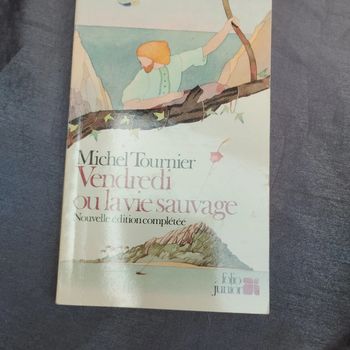 Michel Tournier
Vendredi
ou la vie sauvage
Nouvelle édition complétée
folio
junior